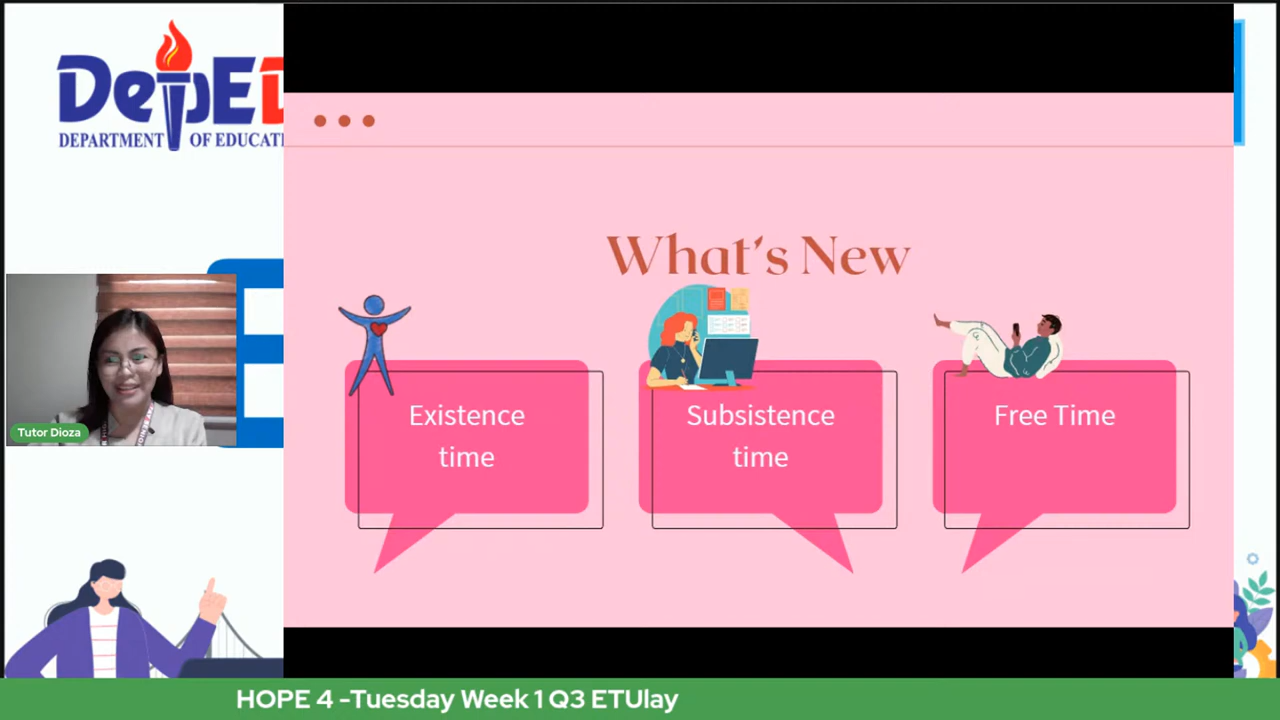 DepED
DEPARTMENT OF EDUCATI
What's New
Existence
time
Subsistence
time
Free Time
Tutor Dioza
HOPE 4 -Tuesday Week 1 Q3 ETUlay